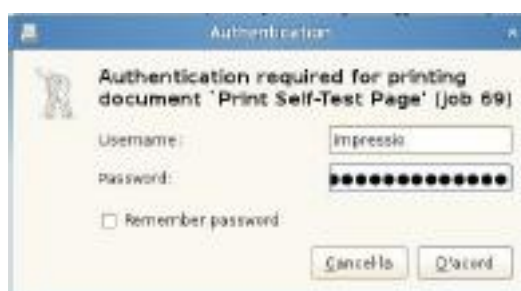 Authentication
Authentication required for printing
document `Print Self-Test Page' (job 69)
Username: impressio
Password: ●●●●●●●●●●●●●
Remember password
Cancel·la D'acord